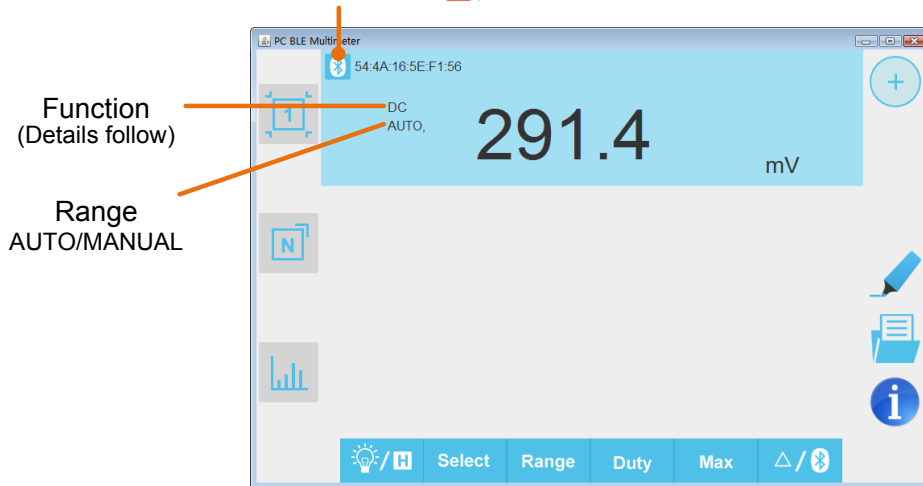 PC BLE Multimeter
54:4A:16:5E:F1:56
Function
(Details follow)
DC
AUTO,
291.4
mV
Range
AUTO/MANUAL
1
N
i
/H Select Range Duty Max △/